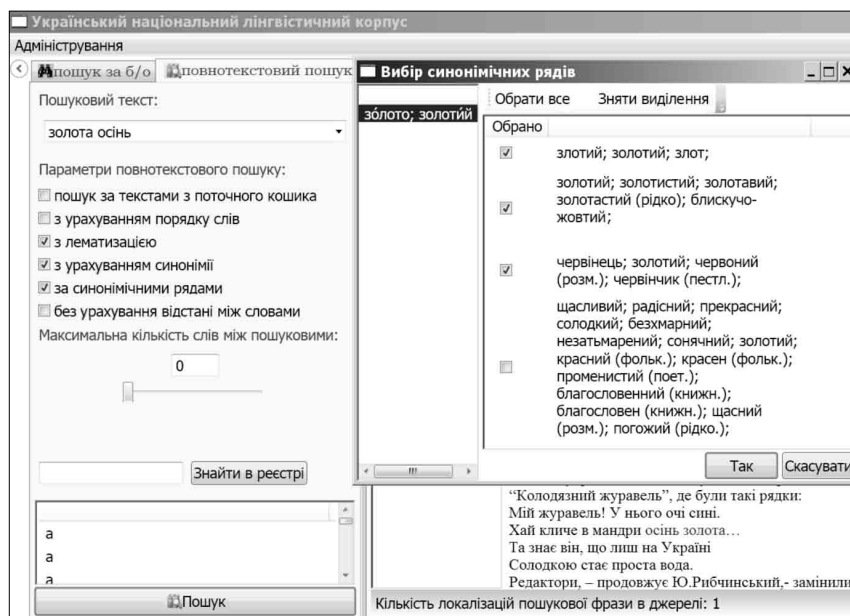 Український національний лінгвістичний корпус
Адміністрування
пошук за б/о
повнотекстовий пошук
Пошуковий текст:
золота осінь
Параметри повнотекстового пошуку:
пошук за текстами з поточного кошика
з урахуванням порядку слів
з лематизацією
з урахуванням синонімії
за синонімічними рядами
без урахування відстані між словами
Максимальна кількість слів між пошуковими:
0
Знайти в реєстрі
а
а
а
Пошук
Вибір синонімічних рядів
зо́лото; золоти́й
Обрати все Зняти виділення
Обрано
злотий; золотий; злот;
золотий; золотистий; золотавий;
золотастий (рідко); блискучо-
жовтий;
червінець; золотий; червоний
(розм.); червінчик (пестл.);
щасливий; радісний; прекрасний;
солодкий; безхмарний;
незатьмарений; сонячний; золотий;
красний (фольк.); красен (фольк.);
променистий (поет.);
благословенний (книжн.);
благословен (книжн.); щасний
(розм.); погожий (рідко.);
Так Скасувати
“Колодязний журавель”, де були такі рядки:
Мій журавель! У нього очі сині.
Хай кличе в мандри осінь золота…
Та знає він, що лиш на Україні
Солодкою стає проста вода.
Редактори, – продовжує Ю.Рибчинський,- замінили
Кількість локалізацій пошукової фрази в джерелі: 1